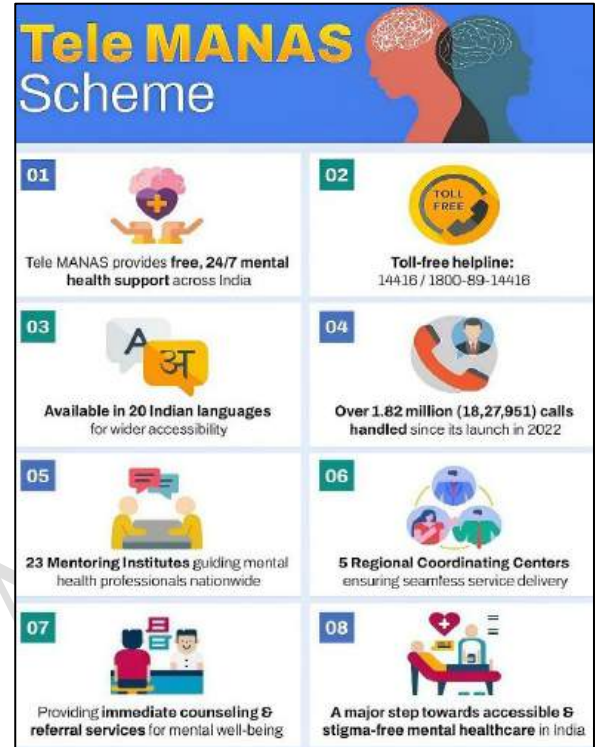 Tele MANAS
Scheme
01
Tele MANAS provides free, 24/7 mental
health support across India
02
TOLL
FREE
Toll-free helpline:
14416 / 1800-89-14416
03
A
अ
Available in 20 Indian languages
for wider accessibility
04
Over 1.82 million (18,27,951) calls
handled since its launch in 2022
05
23 Mentoring Institutes guiding mental
health professionals nationwide
06
5 Regional Coordinating Centers
ensuring seamless service delivery
07
Providing immediate counseling &
referral services for mental well-being
08
A major step towards accessible &
stigma-free mental healthcare in India